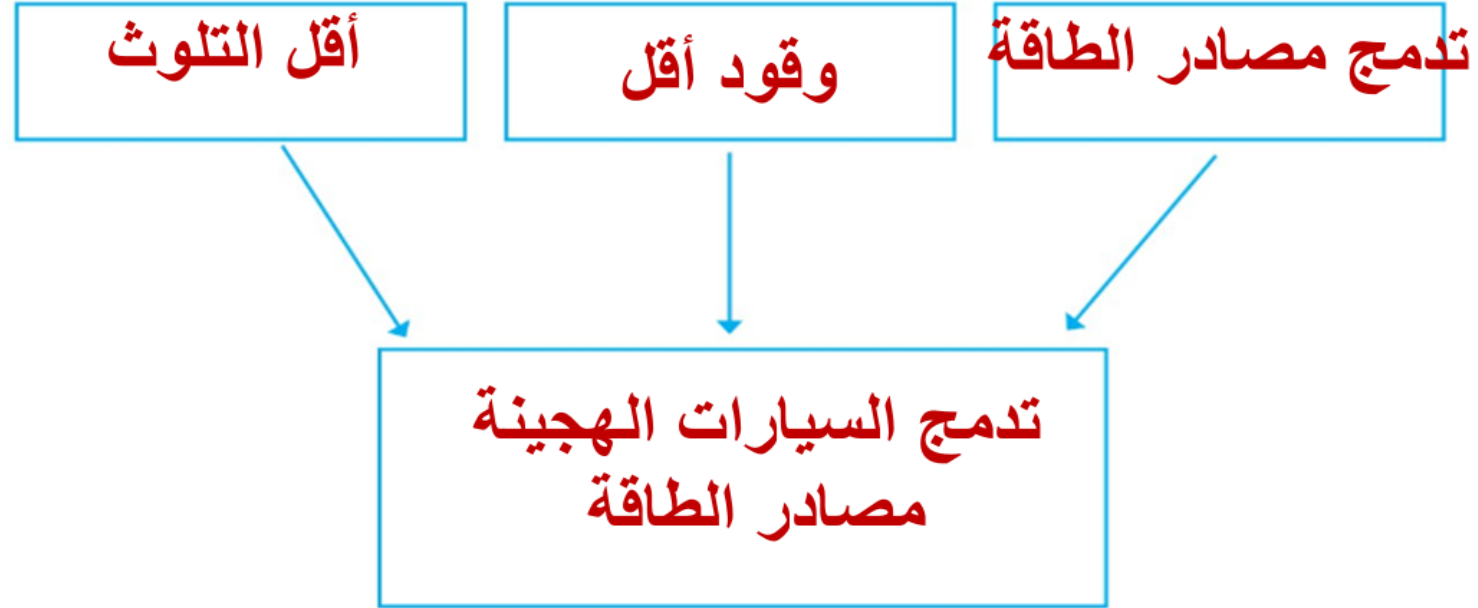 تدمج مصادر الطاقة
وقود أقل
أقل التلوث
تدمج السيارات الهجينة
مصادر الطاقة